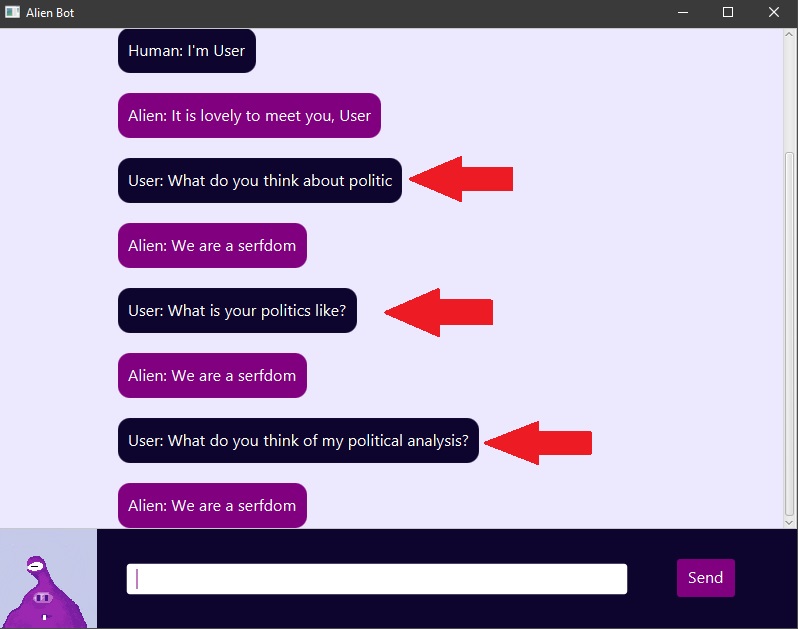 Alien Bot
Human: I'm User
Alien: It is lovely to meet you, User
User: What do you think about politic
Alien: We are a serfdom
User: What is your politics like?
Alien: We are a serfdom
User: What do you think of my political analysis?
Alien: We are a serfdom
Send